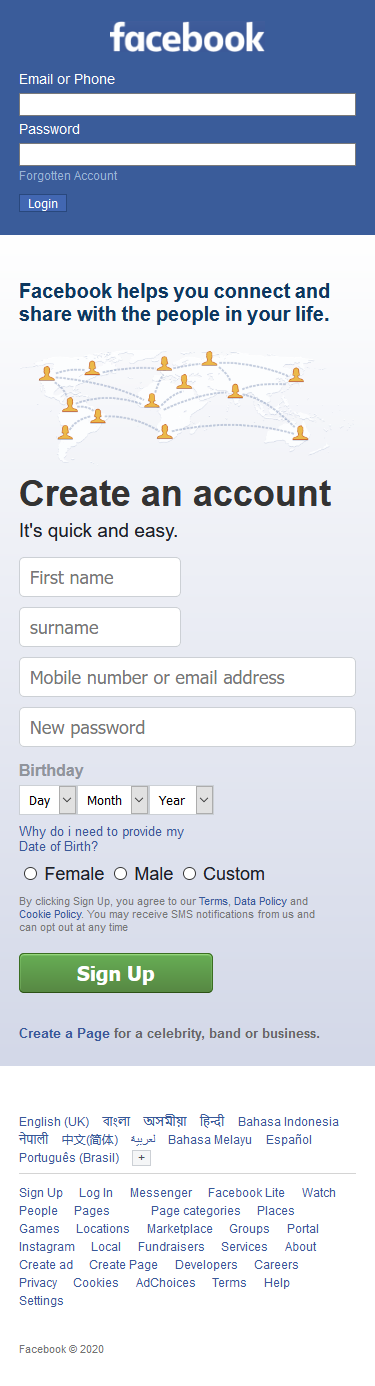 facebook
Email or Phone
Password
Forgotten Account
Login
Facebook helps you connect and
share with the people in your life.
Create an account
It's quick and easy.
First name
surname
Mobile number or email address
New password
Birthday
Day Month Year
Why do i need to provide my
Date of Birth?
Female Male Custom
By clicking Sign Up, you agree to our Terms, Data Policy and
Cookie Policy. You may receive SMS notifications from us and
can opt out at any time
Sign Up
Create a Page for a celebrity, band or business.
English (UK) বাংলা অসমীয়া हिन्दी Bahasa Indonesia
नेपाली 中文(简体) لعربية Bahasa Melayu Español
Português (Brasil) +
Sign Up Log In Messenger Facebook Lite Watch
People Pages Page categories Places
Games Locations Marketplace Groups Portal
Instagram Local Fundraisers Services About
Create ad Create Page Developers Careers
Privacy Cookies AdChoices Terms Help
Settings
Facebook © 2020